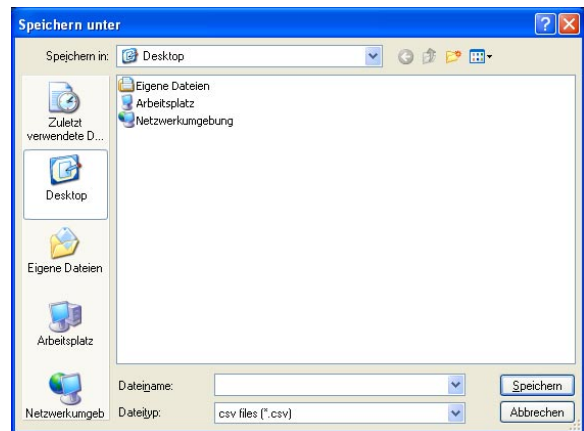 Speichern unter
Speichern in: Desktop
Zuletzt
verwendete D...
Desktop
Eigene Dateien
Arbeitsplatz
Netzwerkumgeb
Eigene Dateien
Arbeitsplatz
Netzwerkumgebung
Dateiname: Speichern
Dateityp: csv files (*.csv) Abbrechen